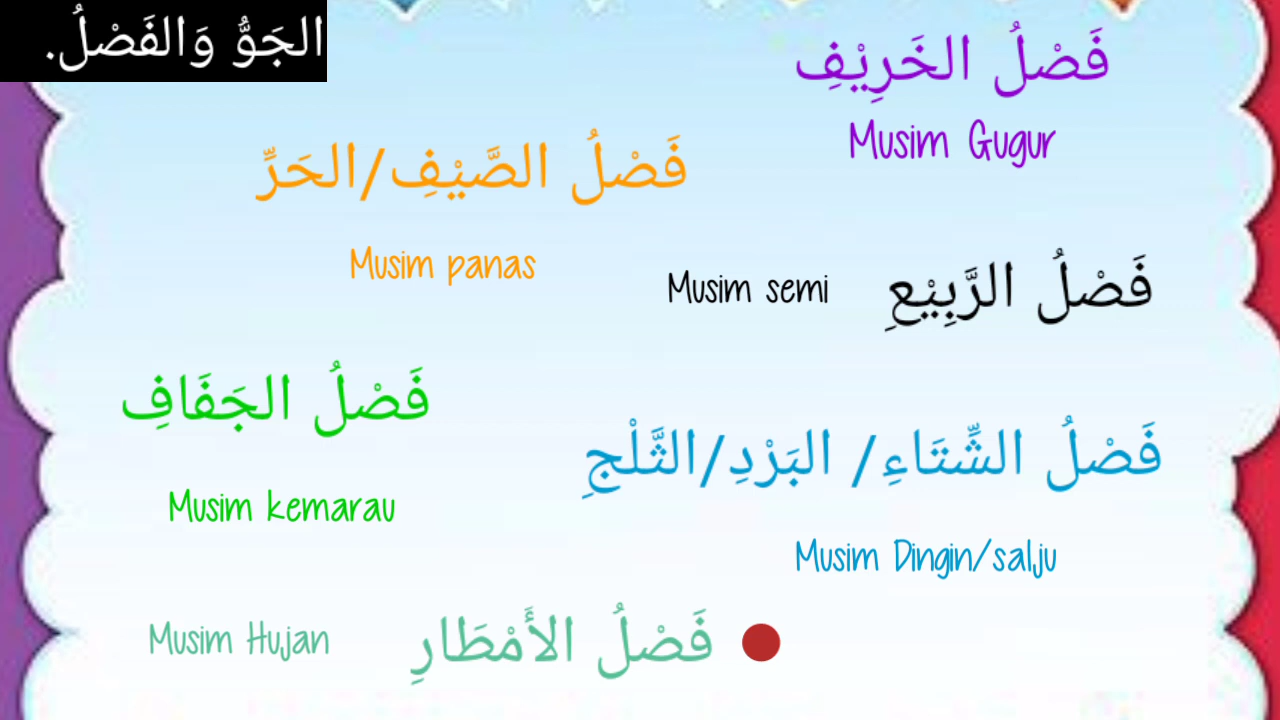 الجَوُّ وَالفَصْلُ.
فَصْلُ الخَرِيْفِ
Musim Gugur
فَصْلُ الصَّيْفِ/الحَرِّ
Musim panas
فَصْلُ الرَّبِيْعِ
Musim semi
فَصْلُ الجَفَافِ
Musim kemarau
فَصْلُ الشِّتَاءِ/ البَرْدِ/الثَّلْجِ
Musim Dingin/salju
فَصْلُ الأَمْطَارِ
Musim Hujan